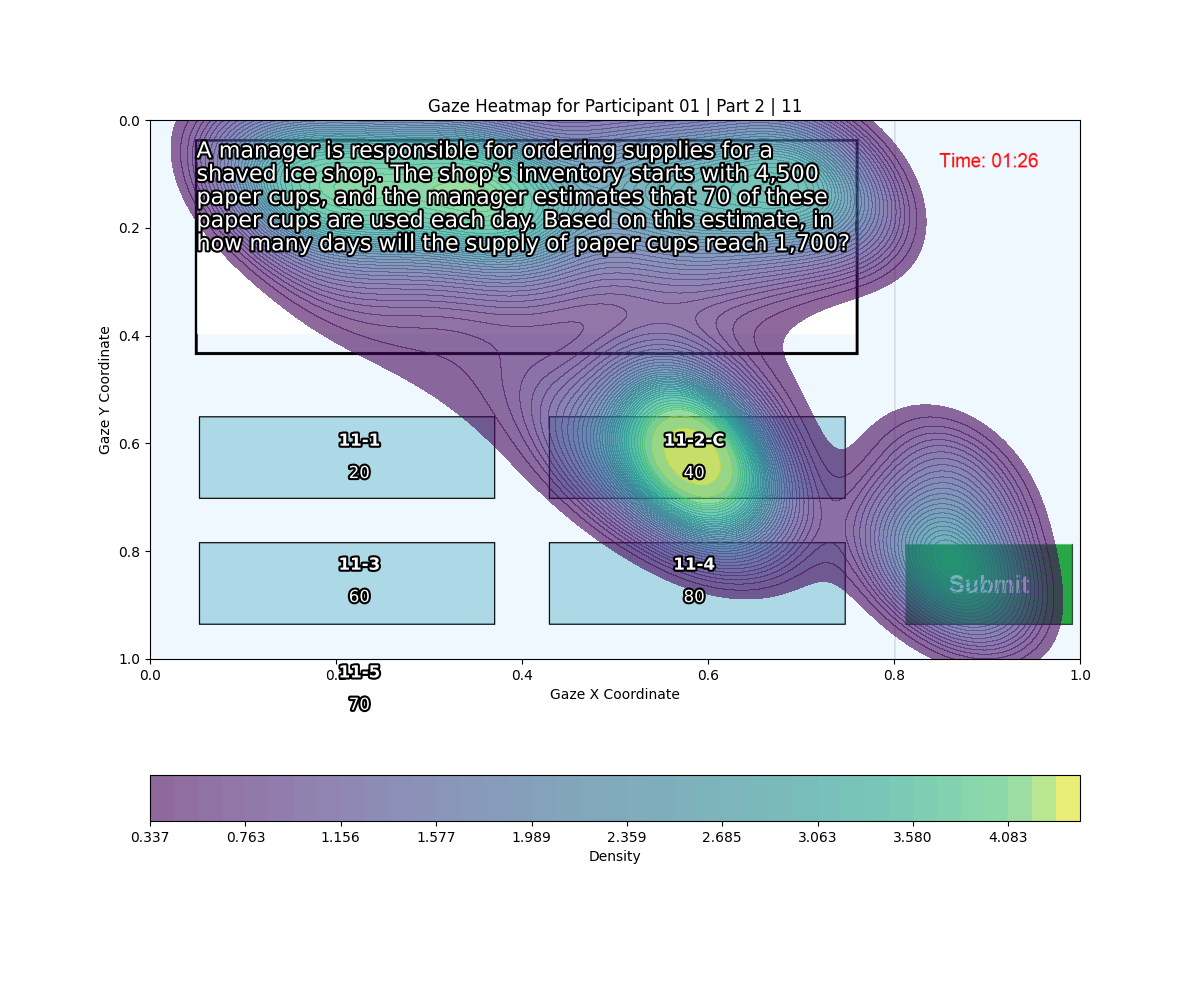 Gaze Heatmap for Participant 01 | Part 2 | 11
0.0
0.2
0.4
0.6
0.8
1.0
Gaze Y Coordinate
A manager is responsible for ordering supplies for a
shaved ice shop. The shop’s inventory starts with 4,500
paper cups, and the manager estimates that 70 of these
paper cups are used each day. Based on this estimate, in
how many days will the supply of paper cups reach 1,700?
Time: 01:26
11-1
20
11-2-C
40
11-3
60
11-4
80
Submit
11-5
70
0.0 0.4 0.6 0.8 1.0
Gaze X Coordinate
0.337 0.763 1.156 1.577 1.989 2.359 2.685 3.063 3.580 4.083
Density